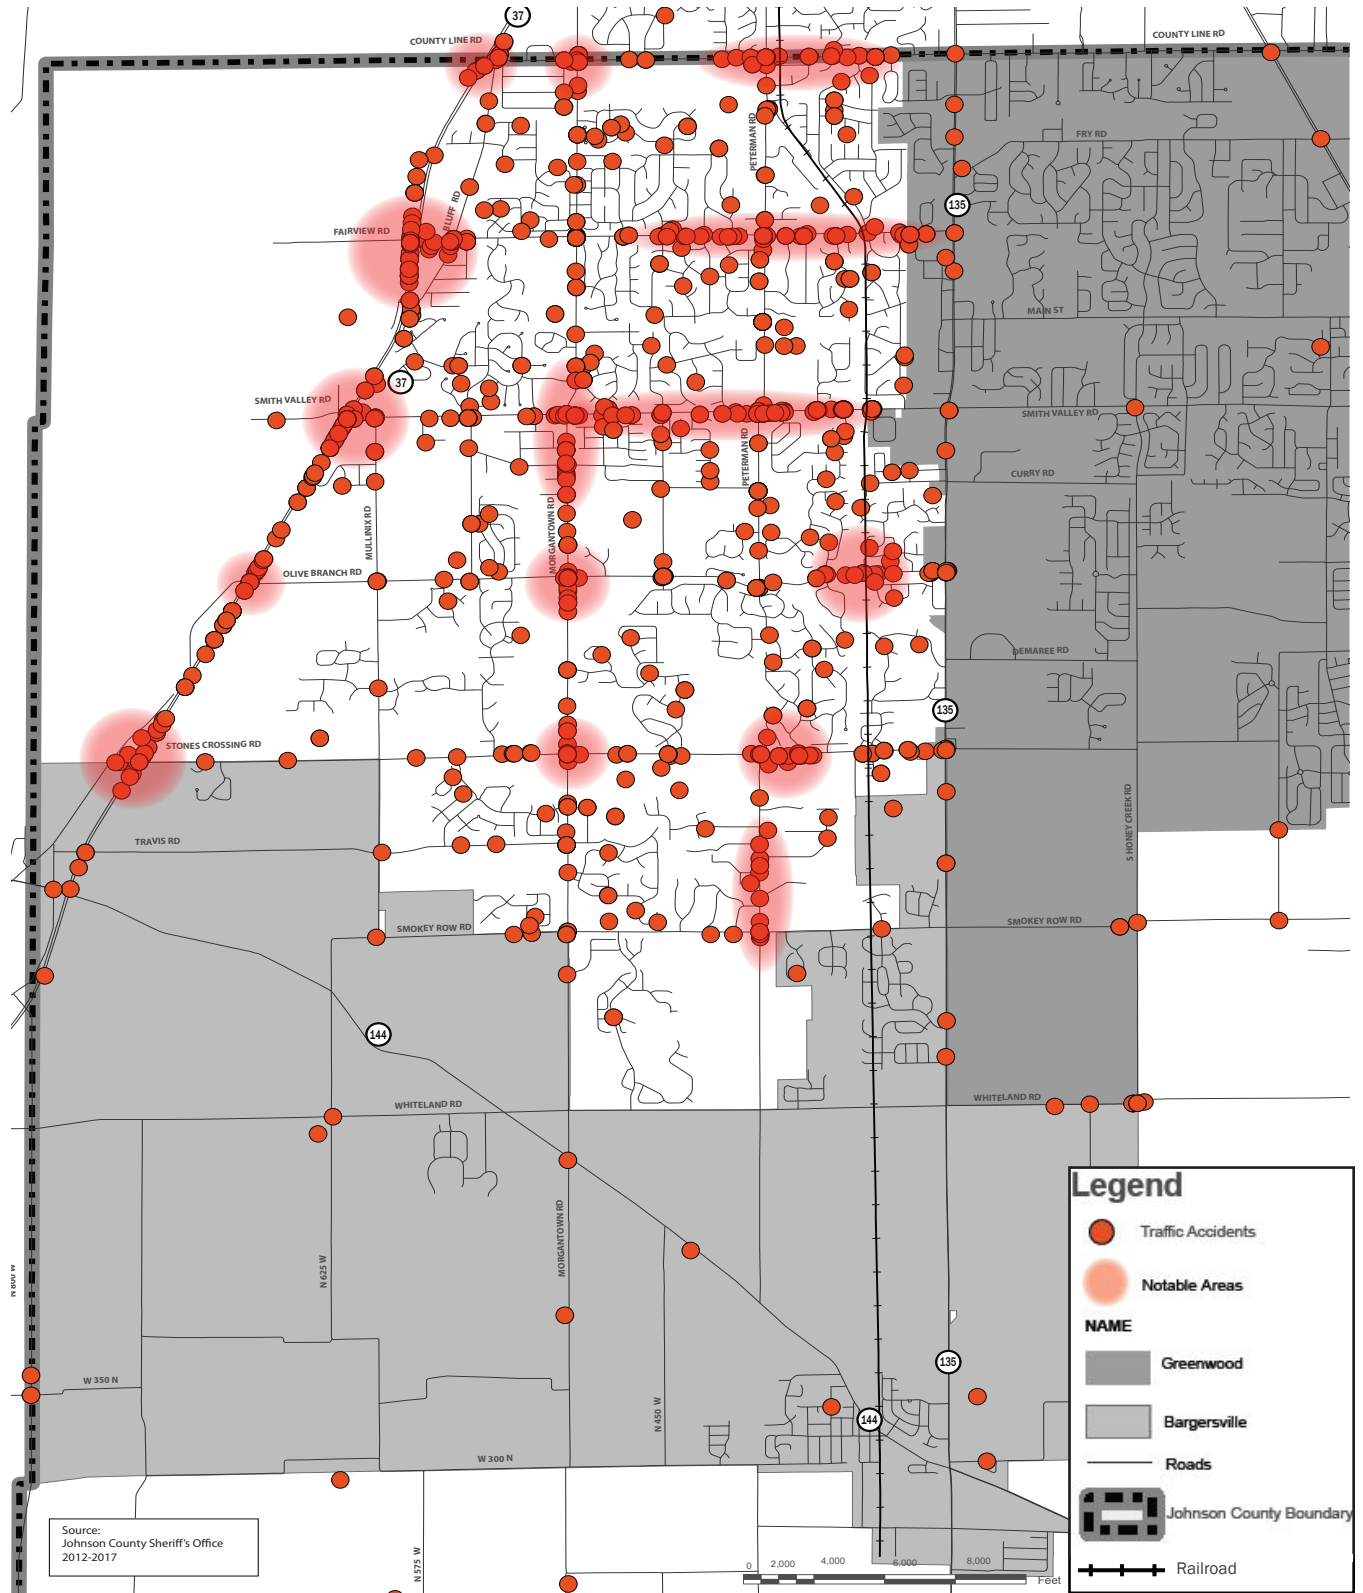 37
COUNTY LINE RD
COUNTY LINE RD
FRY RD
PETERMAN RD
BLUFF RD
135
FAIRVIEW RD
MAIN ST
37
SMITH VALLEY RD
SMITH VALLEY RD
PETERMAN RD
CURRY RD
MULLINIX RD
MORGANTOWN RD
OLIVE BRANCH RD
DEMAREE RD
135
STONES CROSSING RD
S HONEY CREEK RD
TRAVIS RD
SMOKEY ROW RD
SMOKEY ROW RD
144
WHITELAND RD
WHITELAND RD
MORGANTOWN RD
N 625 W
N 800 W
135
W 350 N
N 450 W
144
W 300 N
N 575 W
Legend
Traffic Accidents
Notable Areas
NAME
Greenwood
Bargersville
Roads
Johnson County Boundary
Railroad
Source:
Johnson County Sheriff's Office
2012-2017
0 2,000 4,000 6,000 8,000
Feet